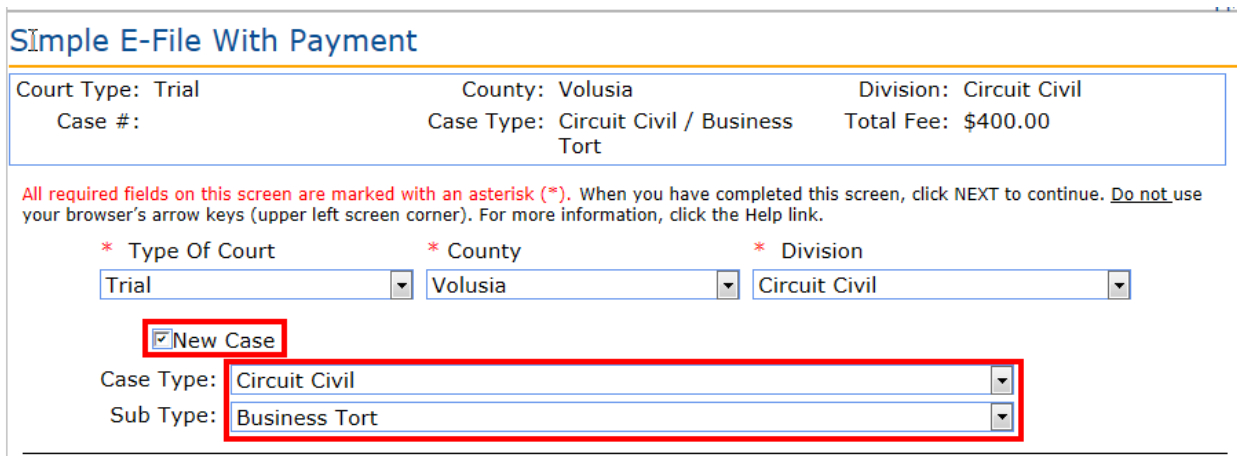 Simple E-File With Payment
Court Type: Trial County: Volusia Division: Circuit Civil
Case #: Case Type: Circuit Civil / Business Total Fee: $400.00
Tort
All required fields on this screen are marked with an asterisk (*). When you have completed this screen, click NEXT to continue. Do not use
your browser's arrow keys (upper left screen corner). For more information, click the Help link.
* Type Of Court * County * Division
Trial Volusia Circuit Civil
New Case
Case Type: Circuit Civil
Sub Type: Business Tort